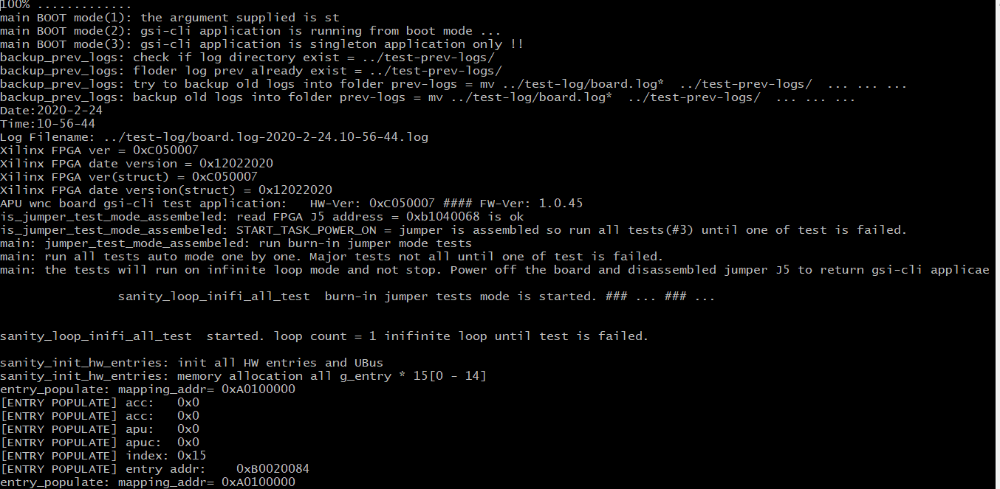 100% .............
main BOOT mode(1): the argument supplied is st
main BOOT mode(2): gsi-cli application is running from boot mode ...
main BOOT mode(3): gsi-cli application is singleton application only !!
backup_prev_logs: check if log directory exist = ../test-prev-logs/
backup_prev_logs: floder log prev already exist = ../test-prev-logs/
backup_prev_logs: try to backup old logs into folder prev-logs = mv ../test-log/board.log*  ../test-prev-logs/  ... ... ...
backup_prev_logs: backup old logs into folder prev-logs = mv ../test-log/board.log*  ../test-prev-logs/  ... ... ...
Date:2020-2-24
Time:10-56-44
Log Filename: ../test-log/board.log-2020-2-24.10-56-44.log
Xilinx FPGA ver = 0xC050007
Xilinx FPGA date version = 0x12022020
Xilinx FPGA ver(struct) = 0xC050007
Xilinx FPGA date version(struct) = 0x12022020
APU wnc board gsi-cli test application:   HW-Ver: 0xC050007 #### FW-Ver: 1.0.45
is_jumper_test_mode_assembeled: read FPGA J5 address = 0xb1040068 is ok
is_jumper_test_mode_assembeled: START_TASK_POWER_ON = jumper is assembled so run all tests(#3) until one of test is failed.
main: jumper_test_mode_assembeled: run burn-in jumper mode tests
main: run all tests auto mode one by one. Major tests not all until one of test is failed.
main: the tests will run on infinite loop mode and not stop. Power off the board and disassembled jumper J5 to return gsi-cli applicae
sanity_loop_inifi_all_test  burn-in jumper tests mode is started. ### ... ### ...
sanity_loop_inifi_all_test  started. loop count = 1 inifinite loop until test is failed.
sanity_init_hw_entries: init all HW entries and UBus
sanity_init_hw_entries: memory allocation all g_entry * 15[0 - 14]
entry_populate: mapping_addr= 0xA0100000
[ENTRY POPULATE] acc:   0x0
[ENTRY POPULATE] acc:   0x0
[ENTRY POPULATE] apu:   0x0
[ENTRY POPULATE] apuc:  0x0
[ENTRY POPULATE] index: 0x15
[ENTRY POPULATE] entry addr:    0xB0020084
entry_populate: mapping_addr= 0xA0100000